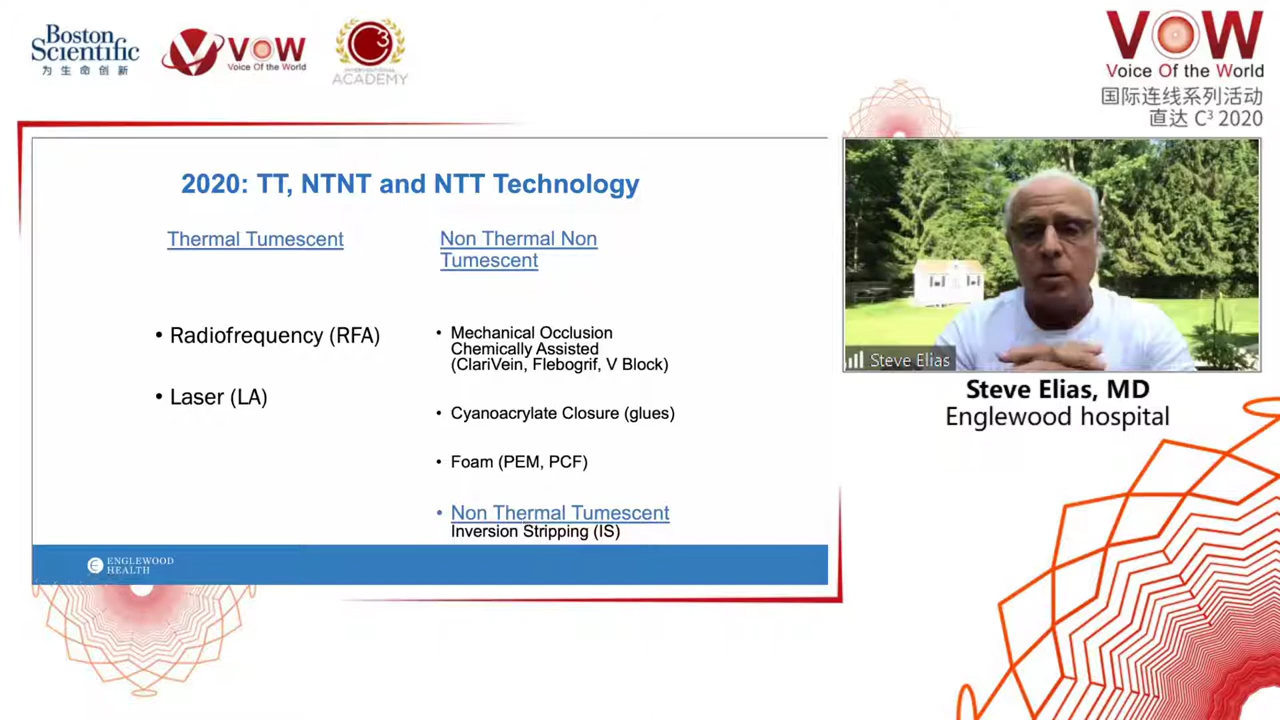 Boston
Scientific
为生命创新
VOW
Voice Of the World
C3
ACADEMY
VOW
Voice Of the World
国际连线系列活动
直达 C³ 2020
2020: TT, NTNT and NTT Technology
Thermal Tumescent
• Radiofrequency (RFA)
• Laser (LA)
Non Thermal Non
Tumescent
• Mechanical Occlusion
Chemically Assisted
(ClariVein, Flebogrif, V Block)
• Cyanoacrylate Closure (glues)
• Foam (PEM, PCF)
• Non Thermal Tumescent
Inversion Stripping (IS)
ENGLEWOOD
HEALTH
Steve Elias
Steve Elias, MD
Englewood hospital